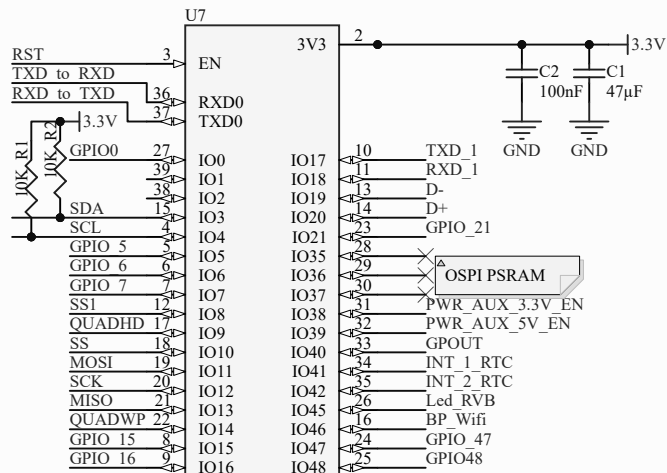 U7
RST 3 EN 3V3 2 3.3V
TXD_to_RXD 36 RXD0
RXD_to_TXD 37 TXD0
C2 100nF C1 47µF
GND GND
3.3V
10K R1 10K R2
GPIO0 27 IO0 IO17 10 TXD_1
39 IO1 IO18 11 RXD_1
38 IO2 IO19 13 D-
SDA 15 IO3 IO20 14 D+
SCL 4 IO4 IO21 23 GPIO_21
GPIO_5 5 IO5 IO35 28
GPIO_6 6 IO6 IO36 29 OSPI PSRAM
GPIO_7 7 IO7 IO37 30
SS1 12 IO8 IO38 31 PWR_AUX_3.3V_EN
QUADHD 17 IO9 IO39 32 PWR_AUX_5V_EN
SS 18 IO10 IO40 33 GPOUT
MOSI 19 IO11 IO41 34 INT_1_RTC
SCK 20 IO12 IO42 35 INT_2_RTC
MISO 21 IO13 IO45 26 Led_RVB
QUADWP 22 IO14 IO46 16 BP_Wifi
GPIO_15 8 IO15 IO47 24 GPIO_47
GPIO_16 9 IO16 IO48 25 GPIO48